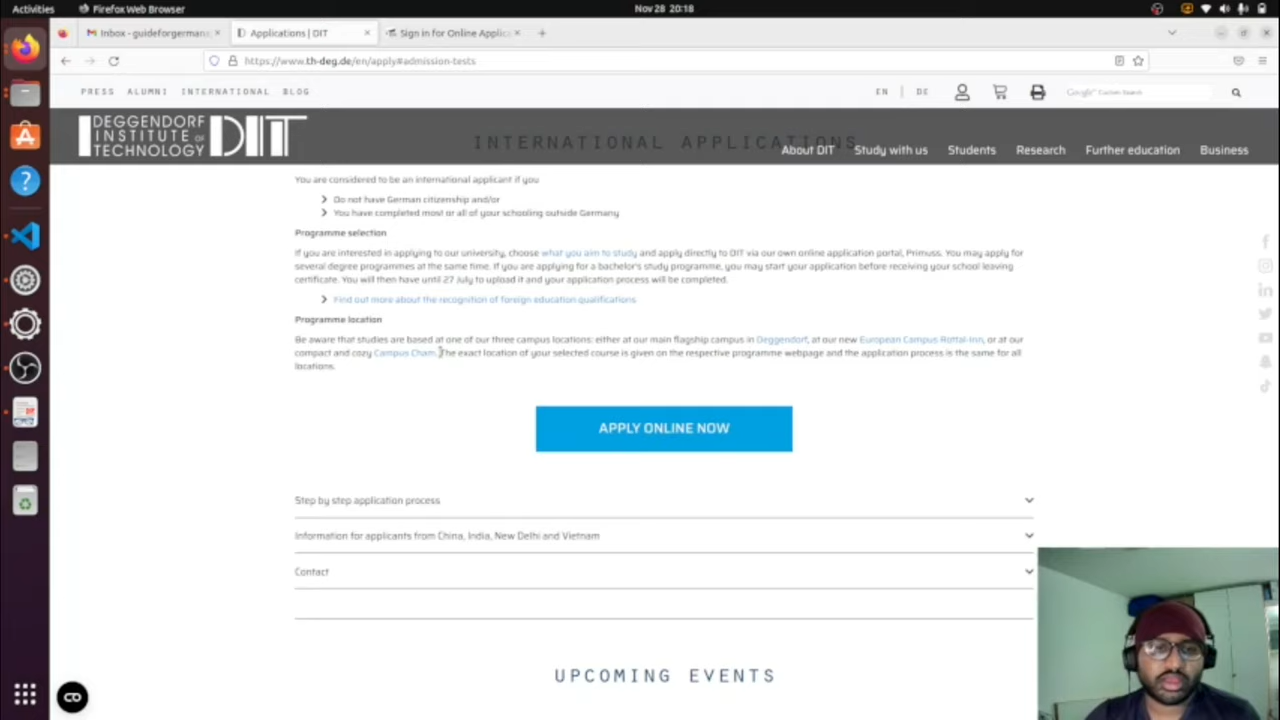 Activities
Firefox Web Browser
Nov 28 20:18
Inbox - guideforgerman
Applications | DIT
Sign in for Online Applic
https://www.th-deg.de/en/apply#admission-tests
PRESS ALUMNI INTERNATIONAL BLOG
EN | DE
Google Custom Search
DEGGENDORF
INSTITUTE OF
TECHNOLOGY
DIT
INTERNATIONAL APPLICATIONS
About DIT Study with us Students Research Further education Business
You are considered to be an international applicant if you
Do not have German citizenship and/or
You have completed most or all of your schooling outside Germany
Programme selection
If you are interested in applying to our university, choose what you aim to study and apply directly to DIT via our own online application portal, Primuss. You may apply for
several degree programmes at the same time. If you are applying for a bachelor's study programme, you may start your application before receiving your school leaving
certificate. You will then have until 27 July to upload it and your application process will be completed.
Find out more about the recognition of foreign education qualifications
Programme location
Be aware that studies are based at one of our three campus locations: either at our main flagship campus in Deggendorf, at our new European Campus Rottal-Inn, or at our
compact and cozy Campus Cham. The exact location of your selected course is given on the respective programme webpage and the application process is the same for all
locations.
APPLY ONLINE NOW
Step by step application process
Information for applicants from China, India, New Delhi and Vietnam
Contact
UPCOMING EVENTS